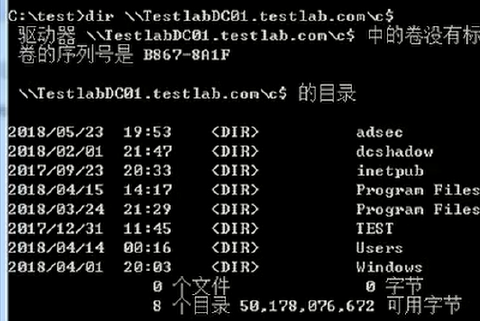 C:\test>dir \\TestlabDC01.testlab.com\c$
驱动器 \\TestlabDC01.testlab.com\c$ 中的卷没有标
卷的序列号是 B867-8A1F
\\TestlabDC01.testlab.com\c$ 的目录
2018/05/23  19:53    <DIR>          adsec
2018/02/01  21:47    <DIR>          dcshadow
2017/09/23  20:33    <DIR>          inetpub
2018/04/15  14:17    <DIR>          Program Files
2018/03/24  21:29    <DIR>          Program Files
2017/12/31  11:45    <DIR>          TEST
2018/04/14  00:16    <DIR>          Users
2018/04/01  20:03    <DIR>          Windows
0 个文件              0 字节
8 个目录 50,178,076,672 可用字节